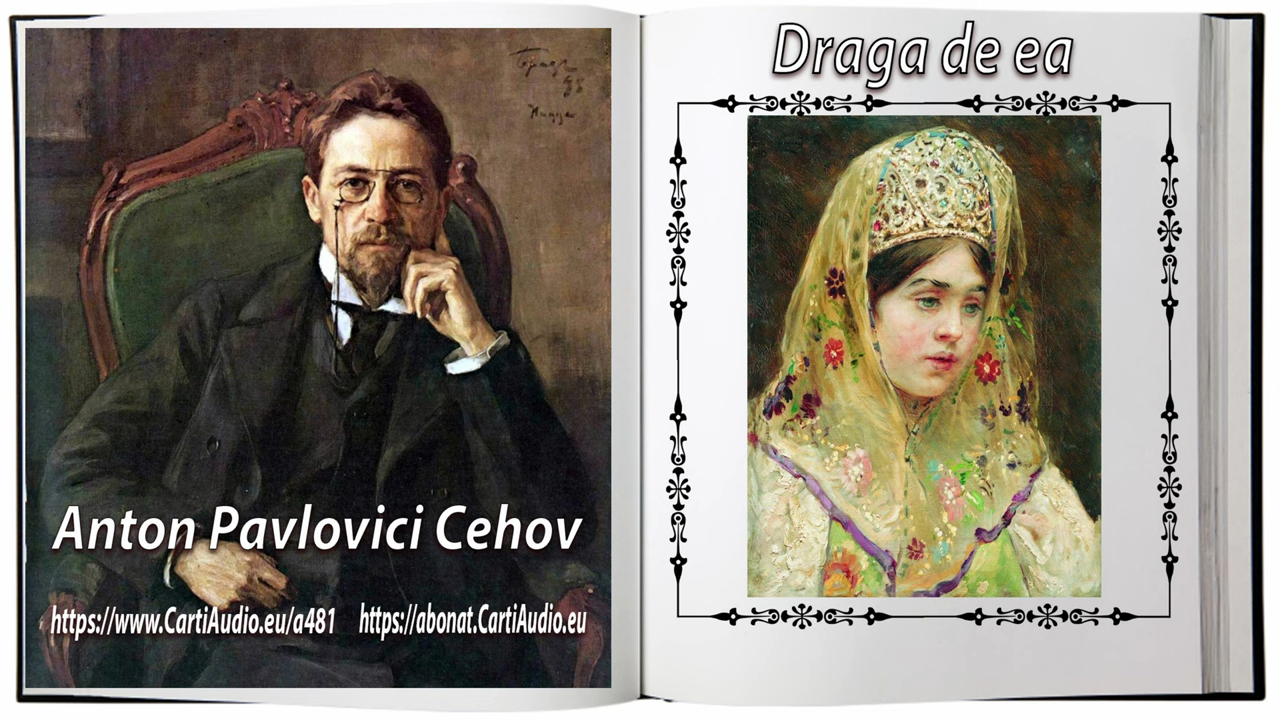 Anton Pavlovici Cehov
https://www.CartiAudio.eu/a481 https://abonat.CartiAudio.eu
Draga de ea